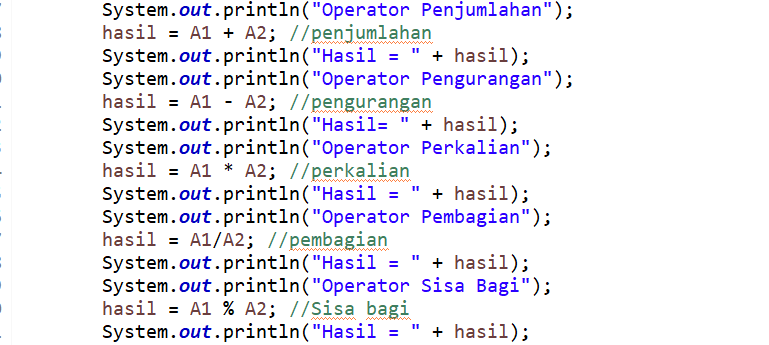 System.out.println("Operator Penjumlahan");
hasil = A1 + A2; //penjumlahan
System.out.println("Hasil = " + hasil);
System.out.println("Operator Pengurangan");
hasil = A1 - A2; //pengurangan
System.out.println("Hasil= " + hasil);
System.out.println("Operator Perkalian");
hasil = A1 * A2; //perkalian
System.out.println("Hasil = " + hasil);
System.out.println("Operator Pembagian");
hasil = A1/A2; //pembagian
System.out.println("Hasil = " + hasil);
System.out.println("Operator Sisa Bagi");
hasil = A1 % A2; //Sisa bagi
System.out.println("Hasil = " + hasil);